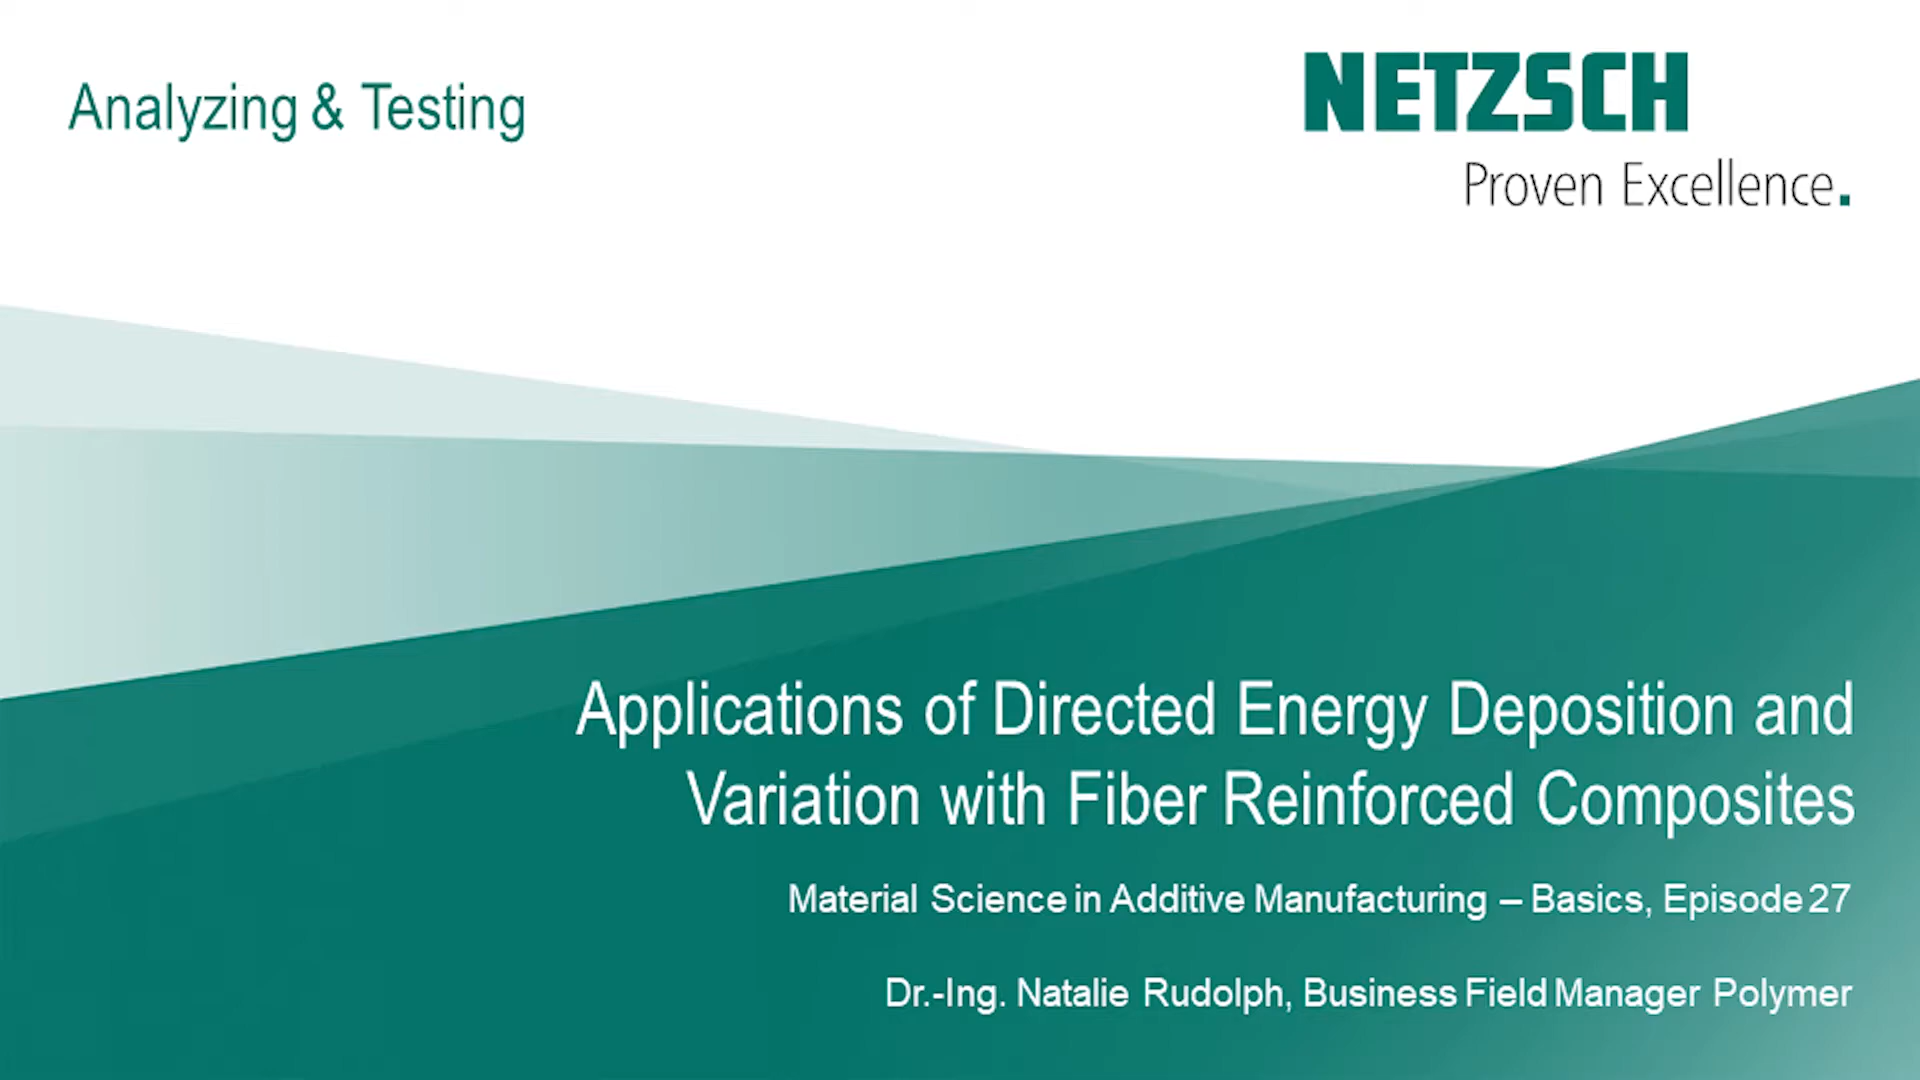 Analyzing & Testing
NETZSCH
Proven Excellence.
Applications of Directed Energy Deposition and
Variation with Fiber Reinforced Composites
Material Science in Additive Manufacturing – Basics, Episode 27
Dr.-Ing. Natalie Rudolph, Business Field Manager Polymer